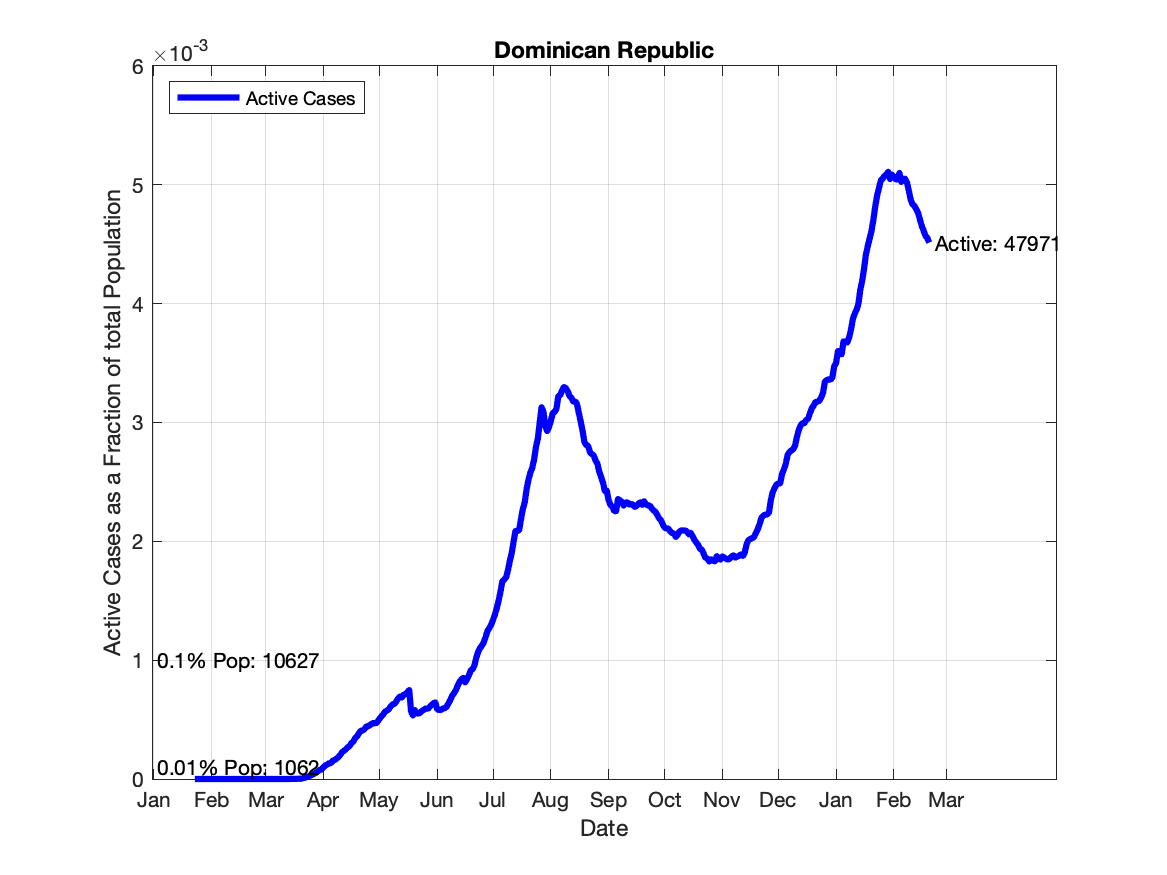 Dominican Republic
×10-3
Active Cases
6
5
4
3
2
1
0
Active Cases as a Fraction of total Population
Active: 47971
0.1% Pop: 10627
0.01% Pop: 1062
Jan Feb Mar Apr May Jun Jul Aug Sep Oct Nov Dec Jan Feb Mar
Date